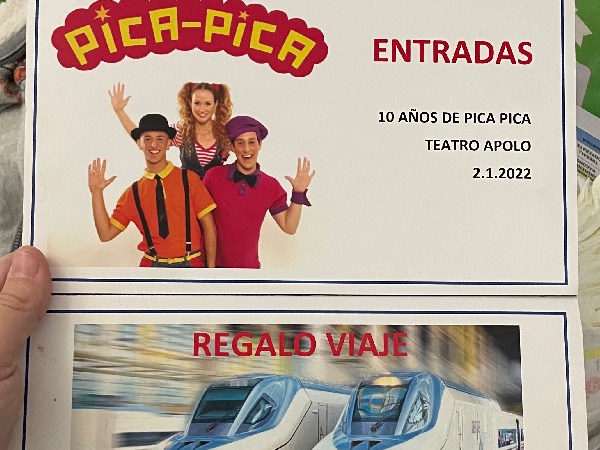 PICA-PICA
ENTRADAS
10 AÑOS DE PICA PICA
TEATRO APOLO
2.1.2022
REGALO VIAJE